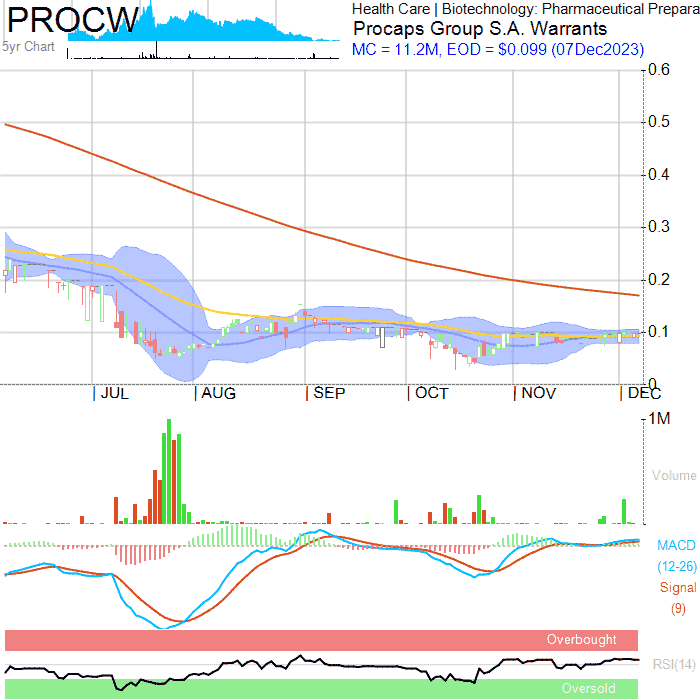 PROCW
Health Care | Biotechnology: Pharmaceutical Prepara
Procaps Group S.A. Warrants
5yr Chart
MC = 11.2M, EOD = $0.099 (07Dec2023)
0.6
0.5
0.4
0.3
0.2
0.1
0
JUL AUG SEP OCT NOV DEC
1M
Volume
MACD
(12-26)
Signal
(9)
Overbought
RSI(14)
Oversold